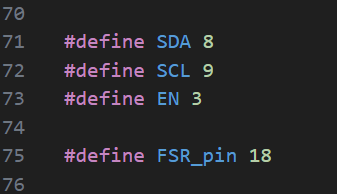 70
71 #define SDA 8
72 #define SCL 9
73 #define EN 3
74
75 #define FSR_pin 18
76